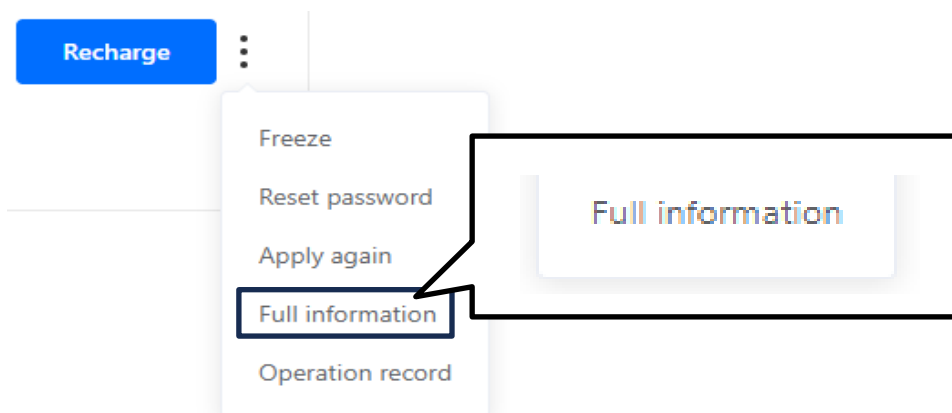 Recharge
Freeze
Reset password
Apply again
Full information
Operation record
Full information